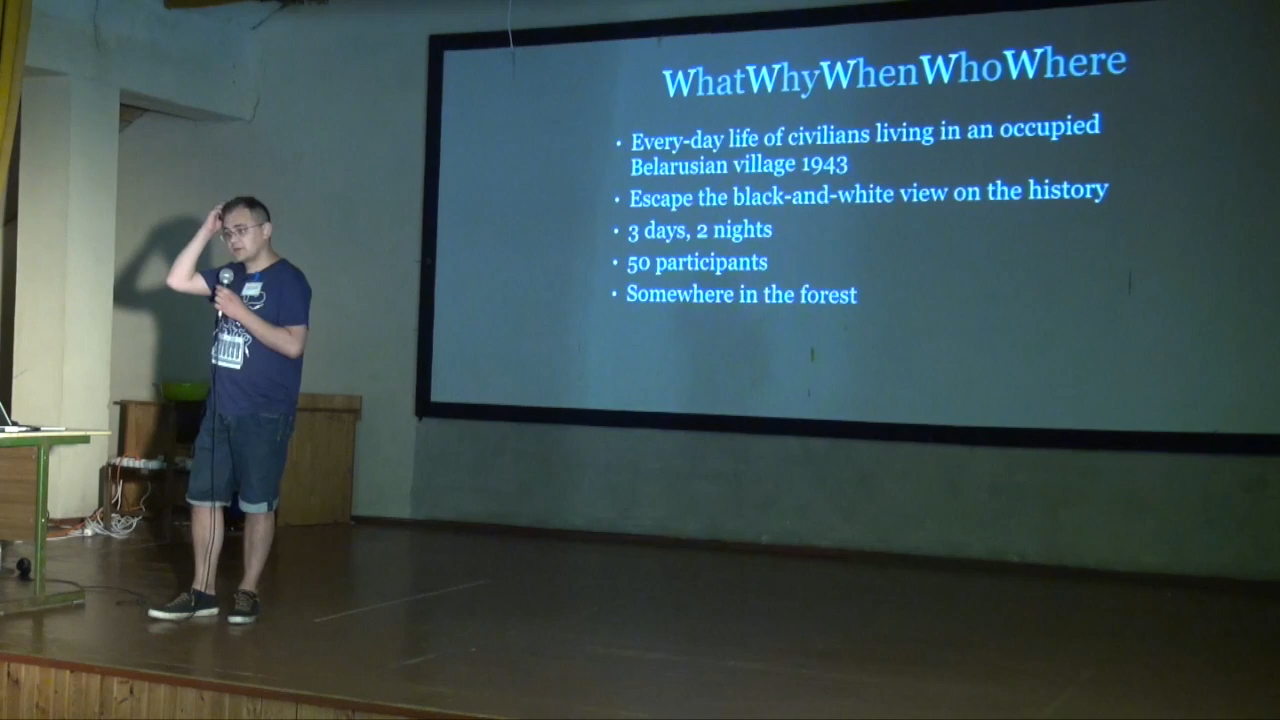 WhatWhyWhenWhoWhere
• Every-day life of civilians living in an occupied
Belarusian village 1943
• Escape the black-and-white view on the history
• 3 days, 2 nights
• 50 participants
• Somewhere in the forest